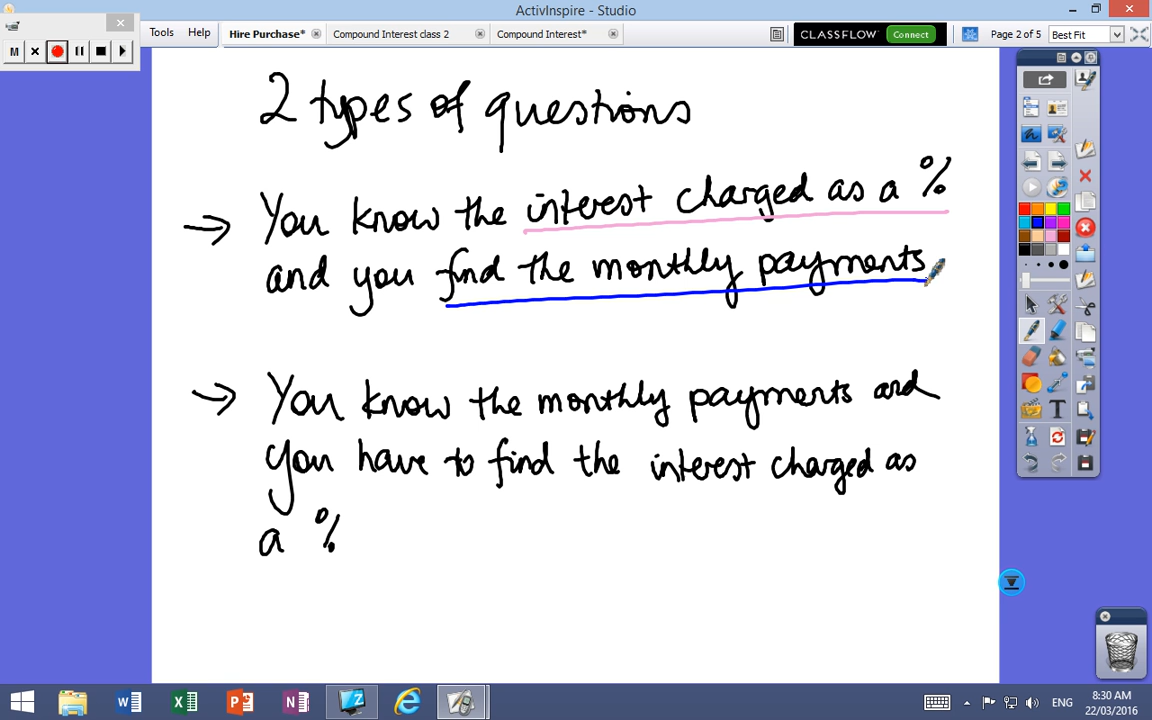 ActivInspire - Studio
Tools Help Hire Purchase* Compound Interest class 2 Compound Interest* CLASSFLOW Connect Page 2 of 5 Best Fit
M
2 types of questions
→ You know the interest charged as a %
and you find the monthly payments
→ You know the monthly payments and
you have to find the interest charged as
a %
8:30 AM
ENG
22/03/2016